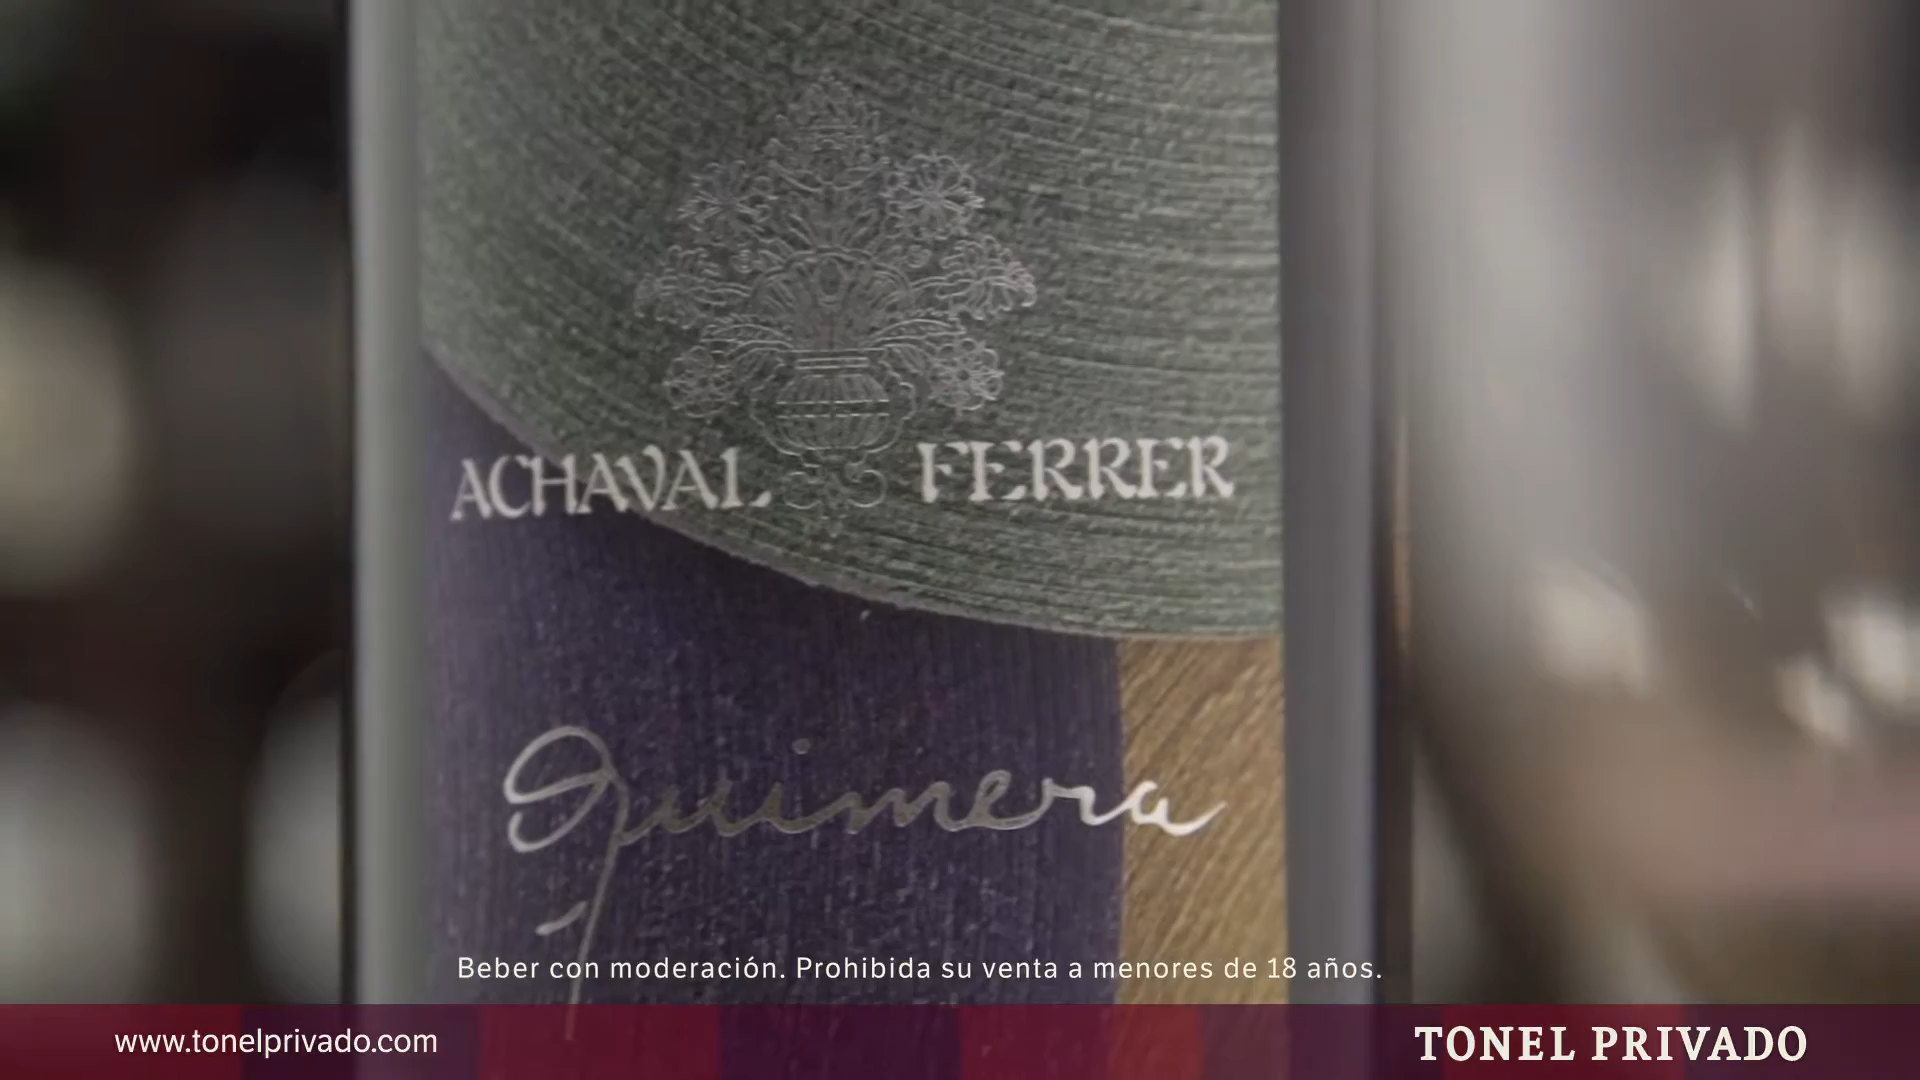 ACHAVAL FERRER
Quimera
Beber con moderación. Prohibida su venta a menores de 18 años.
www.tonelprivado.com
TONEL PRIVADO